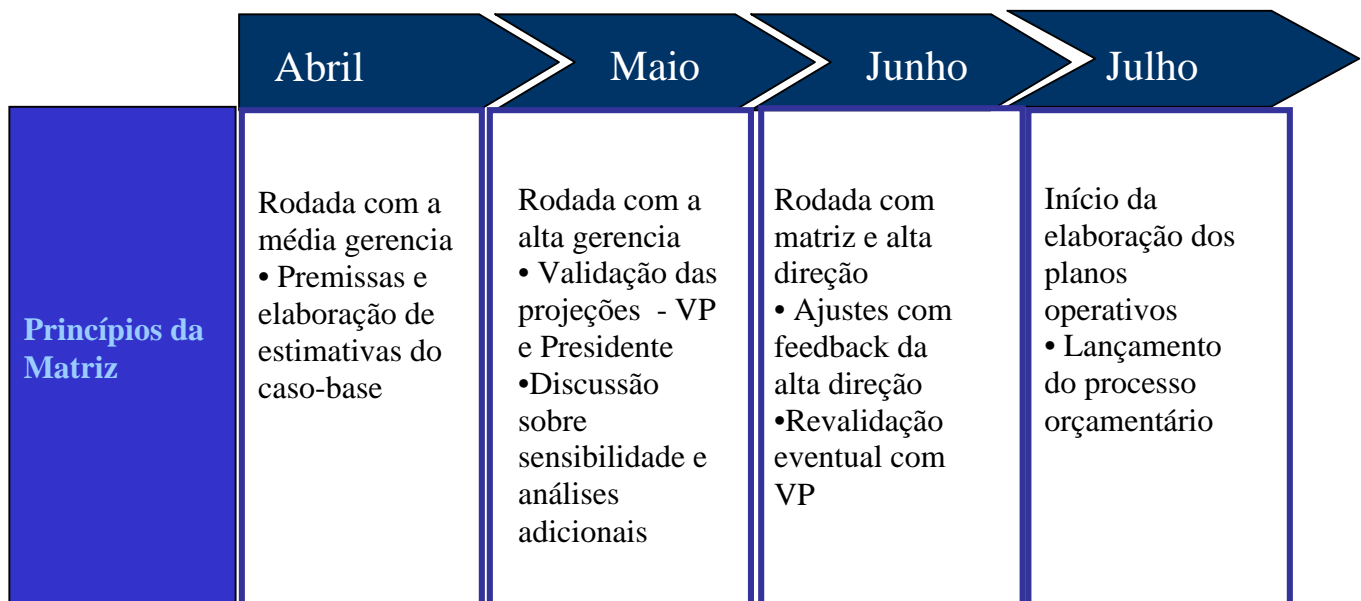 Abril
Maio
Junho
Julho
Princípios da
Matriz
Rodada com a
média gerencia
• Premissas e
elaboração de
estimativas do
caso-base
Rodada com a
alta gerencia
• Validação das
projeções - VP
e Presidente
•Discussão
sobre
sensibilidade e
análises
adicionais
Rodada com
matriz e alta
direção
• Ajustes com
feedback da
alta direção
•Revalidação
eventual com
VP
Início da
elaboração dos
planos
operativos
• Lançamento
do processo
orçamentário